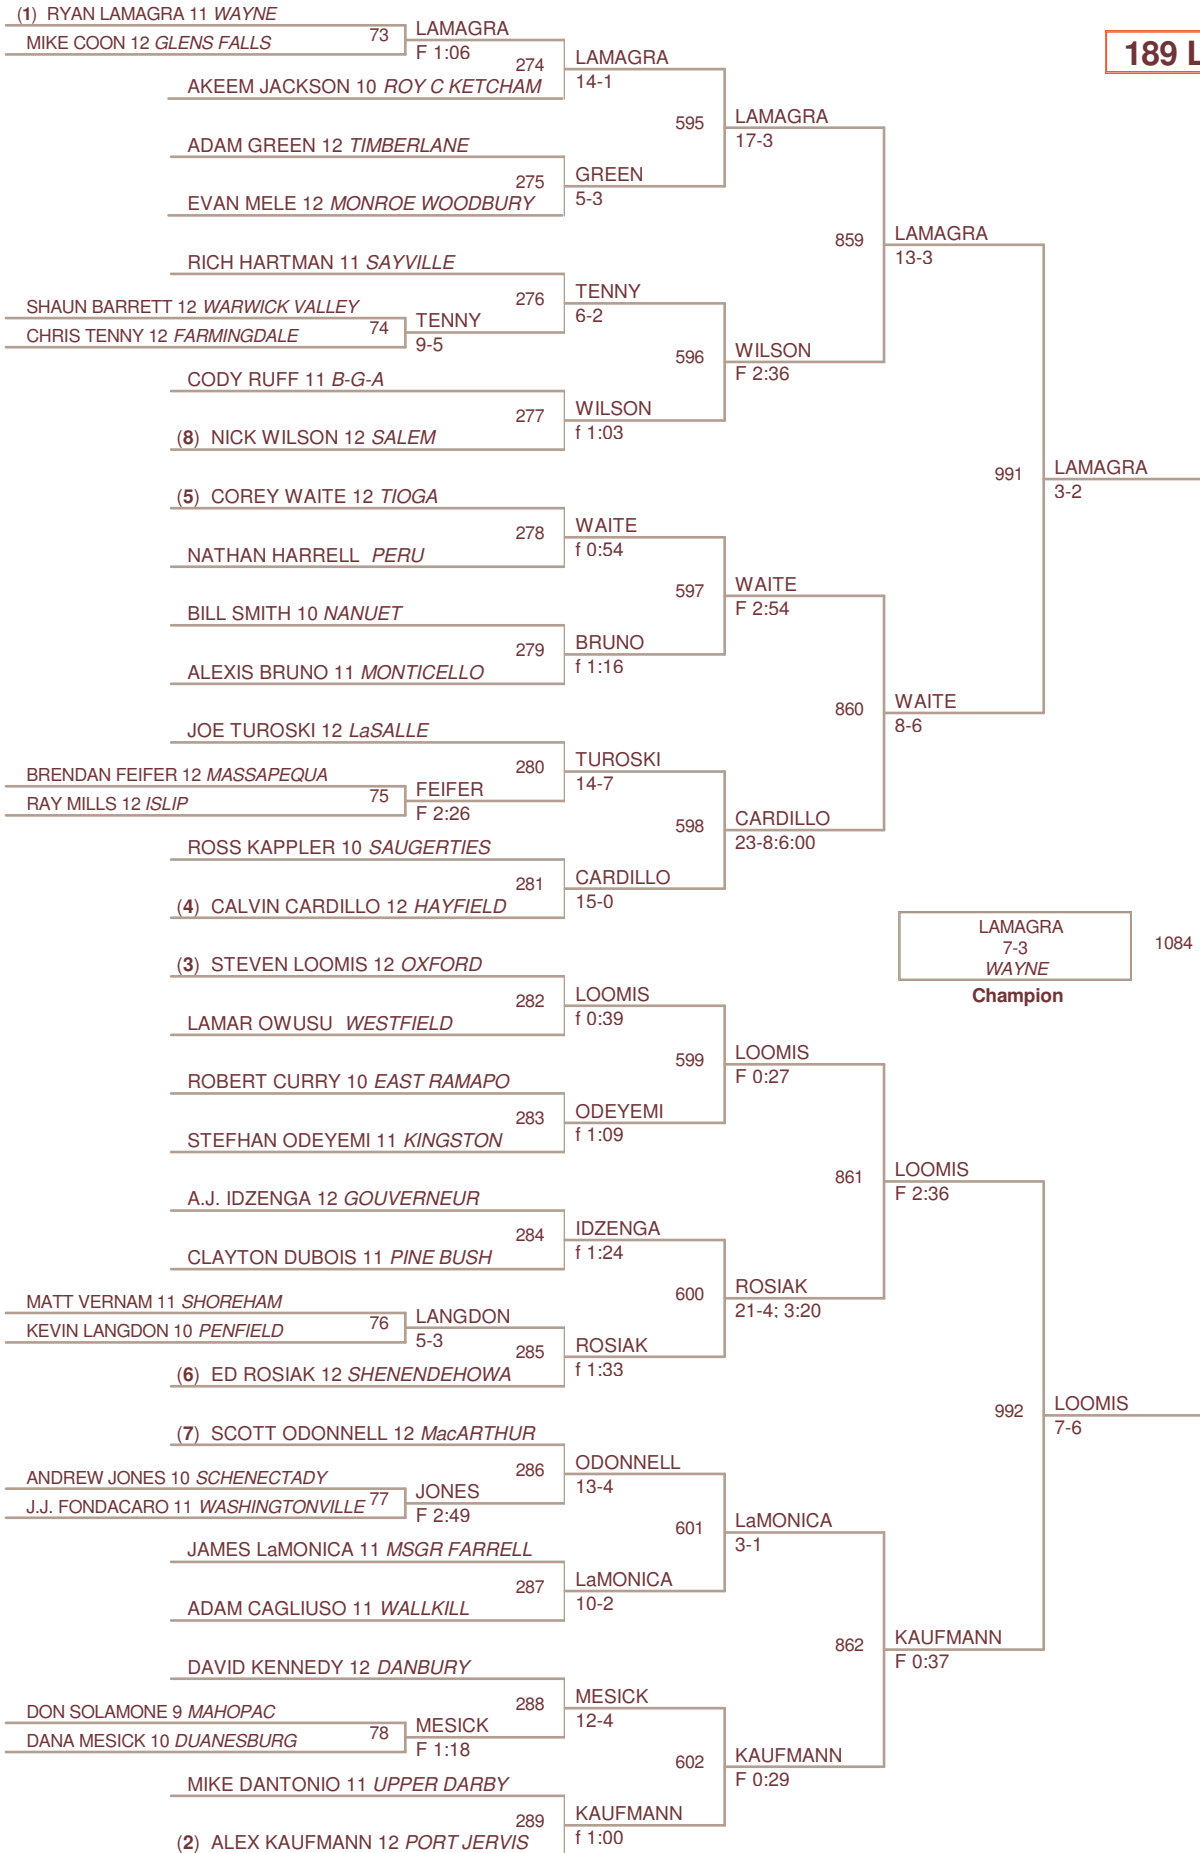 (1) RYAN LAMAGRA 11 WAYNE
73
LAMAGRA
MIKE COON 12 GLENS FALLS
F 1:06
274
LAMAGRA
14-1
AKEEM JACKSON 10 ROY C KETCHAM
189 L
595
LAMAGRA
17-3
ADAM GREEN 12 TIMBERLANE
275
GREEN
5-3
EVAN MELE 12 MONROE WOODBURY
859
LAMAGRA
13-3
RICH HARTMAN 11 SAYVILLE
276
TENNY
6-2
SHAUN BARRETT 12 WARWICK VALLEY
74
TENNY
CHRIS TENNY 12 FARMINGDALE
9-5
596
WILSON
F 2:36
CODY RUFF 11 B-G-A
277
WILSON
f 1:03
(8) NICK WILSON 12 SALEM
991
LAMAGRA
3-2
(5) COREY WAITE 12 TIOGA
278
WAITE
f 0:54
NATHAN HARRELL PERU
597
WAITE
F 2:54
BILL SMITH 10 NANUET
279
BRUNO
f 1:16
ALEXIS BRUNO 11 MONTICELLO
860
WAITE
8-6
JOE TUROSKI 12 LaSALLE
280
TUROSKI
14-7
BRENDAN FEIFER 12 MASSAPEQUA
75
FEIFER
RAY MILLS 12 ISLIP
F 2:26
598
CARDILLO
23-8:6:00
ROSS KAPPLER 10 SAUGERTIES
281
CARDILLO
15-0
(4) CALVIN CARDILLO 12 HAYFIELD
LAMAGRA
7-3
WAYNE
1084
Champion
(3) STEVEN LOOMIS 12 OXFORD
282
LOOMIS
f 0:39
LAMAR OWUSU WESTFIELD
599
LOOMIS
F 0:27
ROBERT CURRY 10 EAST RAMAPO
283
ODEYEMI
f 1:09
STEFHAN ODEYEMI 11 KINGSTON
861
LOOMIS
F 2:36
A.J. IDZENGA 12 GOUVERNEUR
284
IDZENGA
f 1:24
CLAYTON DUBOIS 11 PINE BUSH
600
ROSIAK
21-4; 3:20
MATT VERNAM 11 SHOREHAM
76
LANGDON
KEVIN LANGDON 10 PENFIELD
5-3
285
ROSIAK
f 1:33
(6) ED ROSIAK 12 SHENENDEHOWA
992
LOOMIS
7-6
(7) SCOTT ODONNELL 12 MacARTHUR
286
ODONNELL
13-4
ANDREW JONES 10 SCHENECTADY
77
JONES
J.J. FONDACARO 11 WASHINGTONVILLE
F 2:49
601
LaMONICA
3-1
JAMES LaMONICA 11 MSGR FARRELL
287
LaMONICA
10-2
ADAM CAGLIUSO 11 WALLKILL
862
KAUFMANN
F 0:37
DAVID KENNEDY 12 DANBURY
288
MESICK
12-4
DON SOLAMONE 9 MAHOPAC
78
MESICK
DANA MESICK 10 DUANESBURG
F 1:18
602
KAUFMANN
F 0:29
MIKE DANTONIO 11 UPPER DARBY
289
KAUFMANN
f 1:00
(2) ALEX KAUFMANN 12 PORT JERVIS